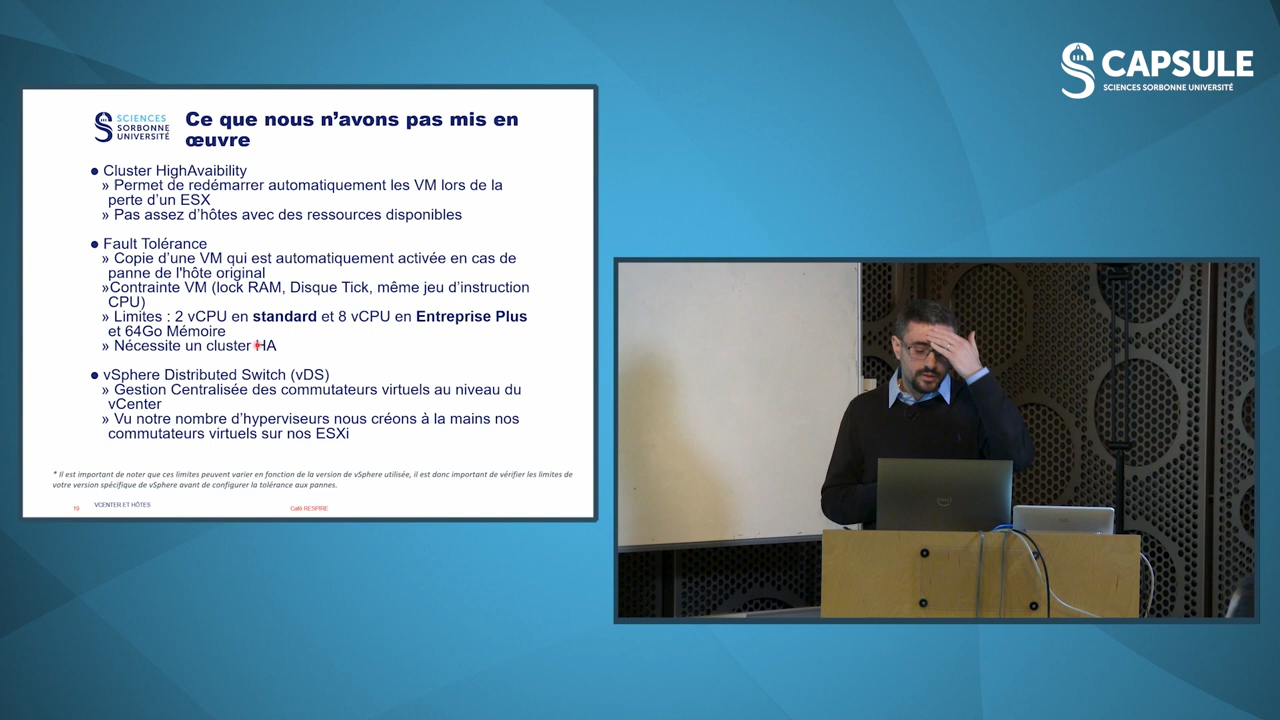 CAPSULE
SCIENCES SORBONNE UNIVERSITÉ
SCIENCES
SORBONNE
UNIVERSITÉ
Ce que nous n'avons pas mis en
œuvre
● Cluster HighAvaibility
» Permet de redémarrer automatiquement les VM lors de la
perte d'un ESX
» Pas assez d'hôtes avec des ressources disponibles
● Fault Tolérance
» Copie d'une VM qui est automatiquement activée en cas de
panne de l'hôte original
»Contrainte VM (lock RAM, Disque Tick, même jeu d'instruction
CPU)
» Limites : 2 vCPU en standard et 8 vCPU en Entreprise Plus
et 64Go Mémoire
» Nécessite un cluster HA
● vSphere Distributed Switch (vDS)
» Gestion Centralisée des commutateurs virtuels au niveau du
vCenter
» Vu notre nombre d'hyperviseurs nous créons à la mains nos
commutateurs virtuels sur nos ESXi
* Il est important de noter que ces limites peuvent varier en fonction de la version de vSphere utilisée, il est donc important de vérifier les limites de
votre version spécifique de vSphere avant de configurer la tolérance aux pannes.
19 VCENTER ET HÔTES Café RESPIRE
DELL